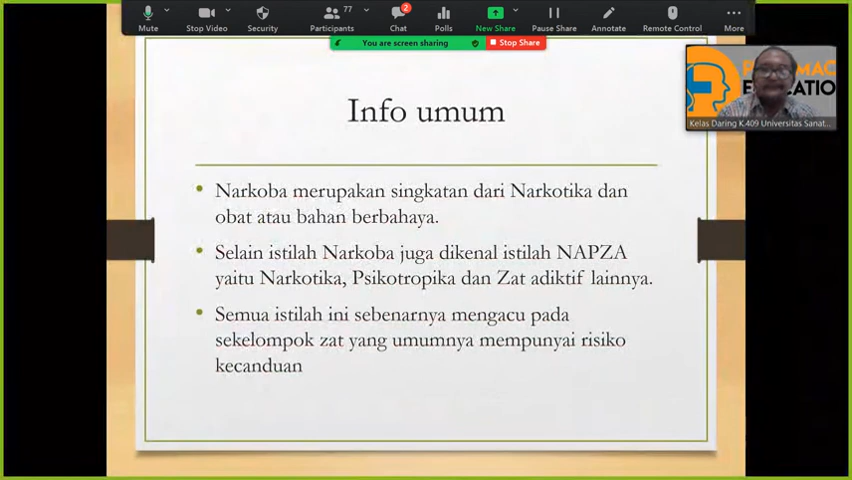 Mute
Stop Video
Security
Participants
77
Chat
2
Polls
New Share
Pause Share
Annotate
Remote Control
More
You are screen sharing
Stop Share
Kelas Daring K.409 Universitas Sanat...
Info umum
• Narkoba merupakan singkatan dari Narkotika dan
obat atau bahan berbahaya.
• Selain istilah Narkoba juga dikenal istilah NAPZA
yaitu Narkotika, Psikotropika dan Zat adiktif lainnya.
• Semua istilah ini sebenarnya mengacu pada
sekelompok zat yang umumnya mempunyai risiko
kecanduan